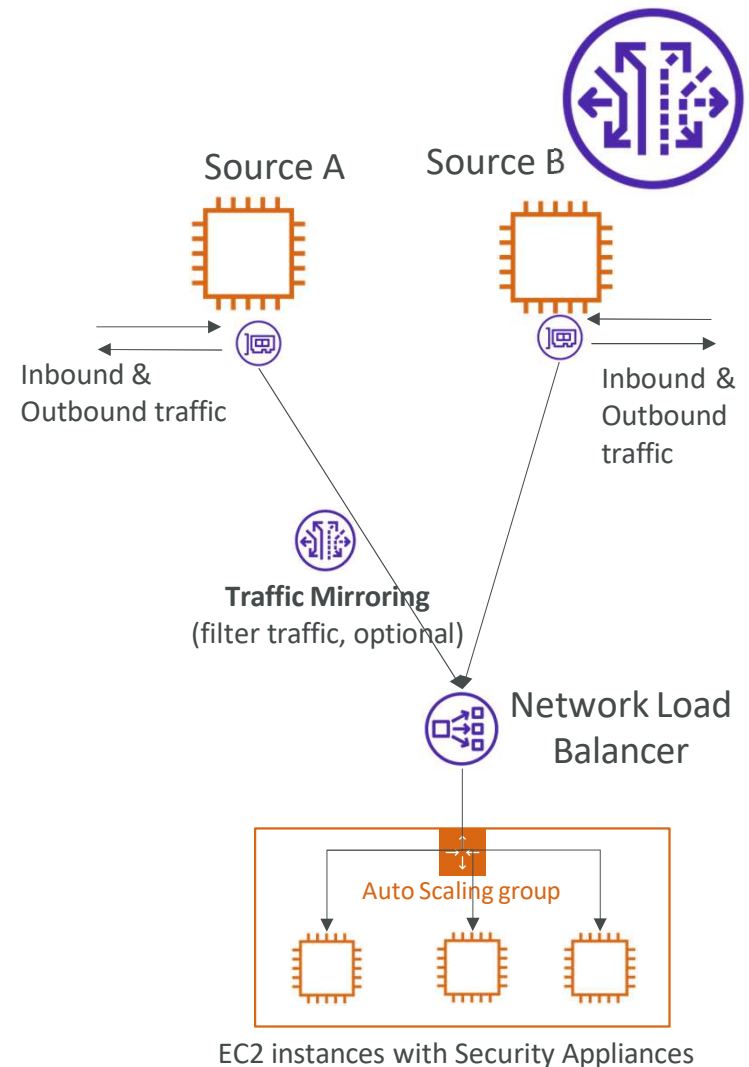 Source A
Source B
Inbound &
Outbound traffic
Inbound &
Outbound
traffic
Traffic Mirroring
(filter traffic, optional)
Network Load
Balancer
Auto Scaling group
EC2 instances with Security Appliances